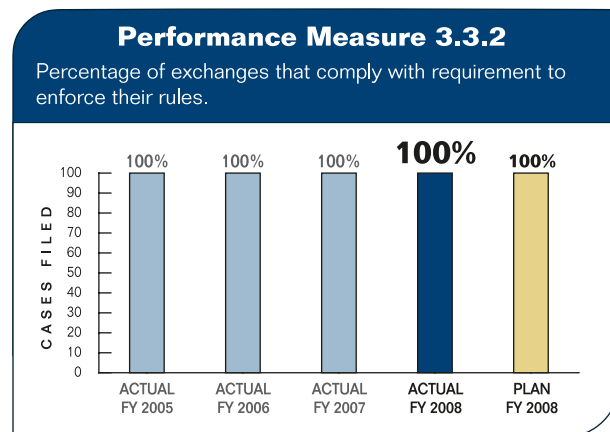 Performance Measure 3.3.2
Percentage of exchanges that comply with requirement to
enforce their rules.
100% 100% 100% 100% 100%
CASES FILED
100
90
80
70
60
50
40
30
20
10
0
ACTUAL ACTUAL ACTUAL ACTUAL PLAN
FY 2005 FY 2006 FY 2007 FY 2008 FY 2008